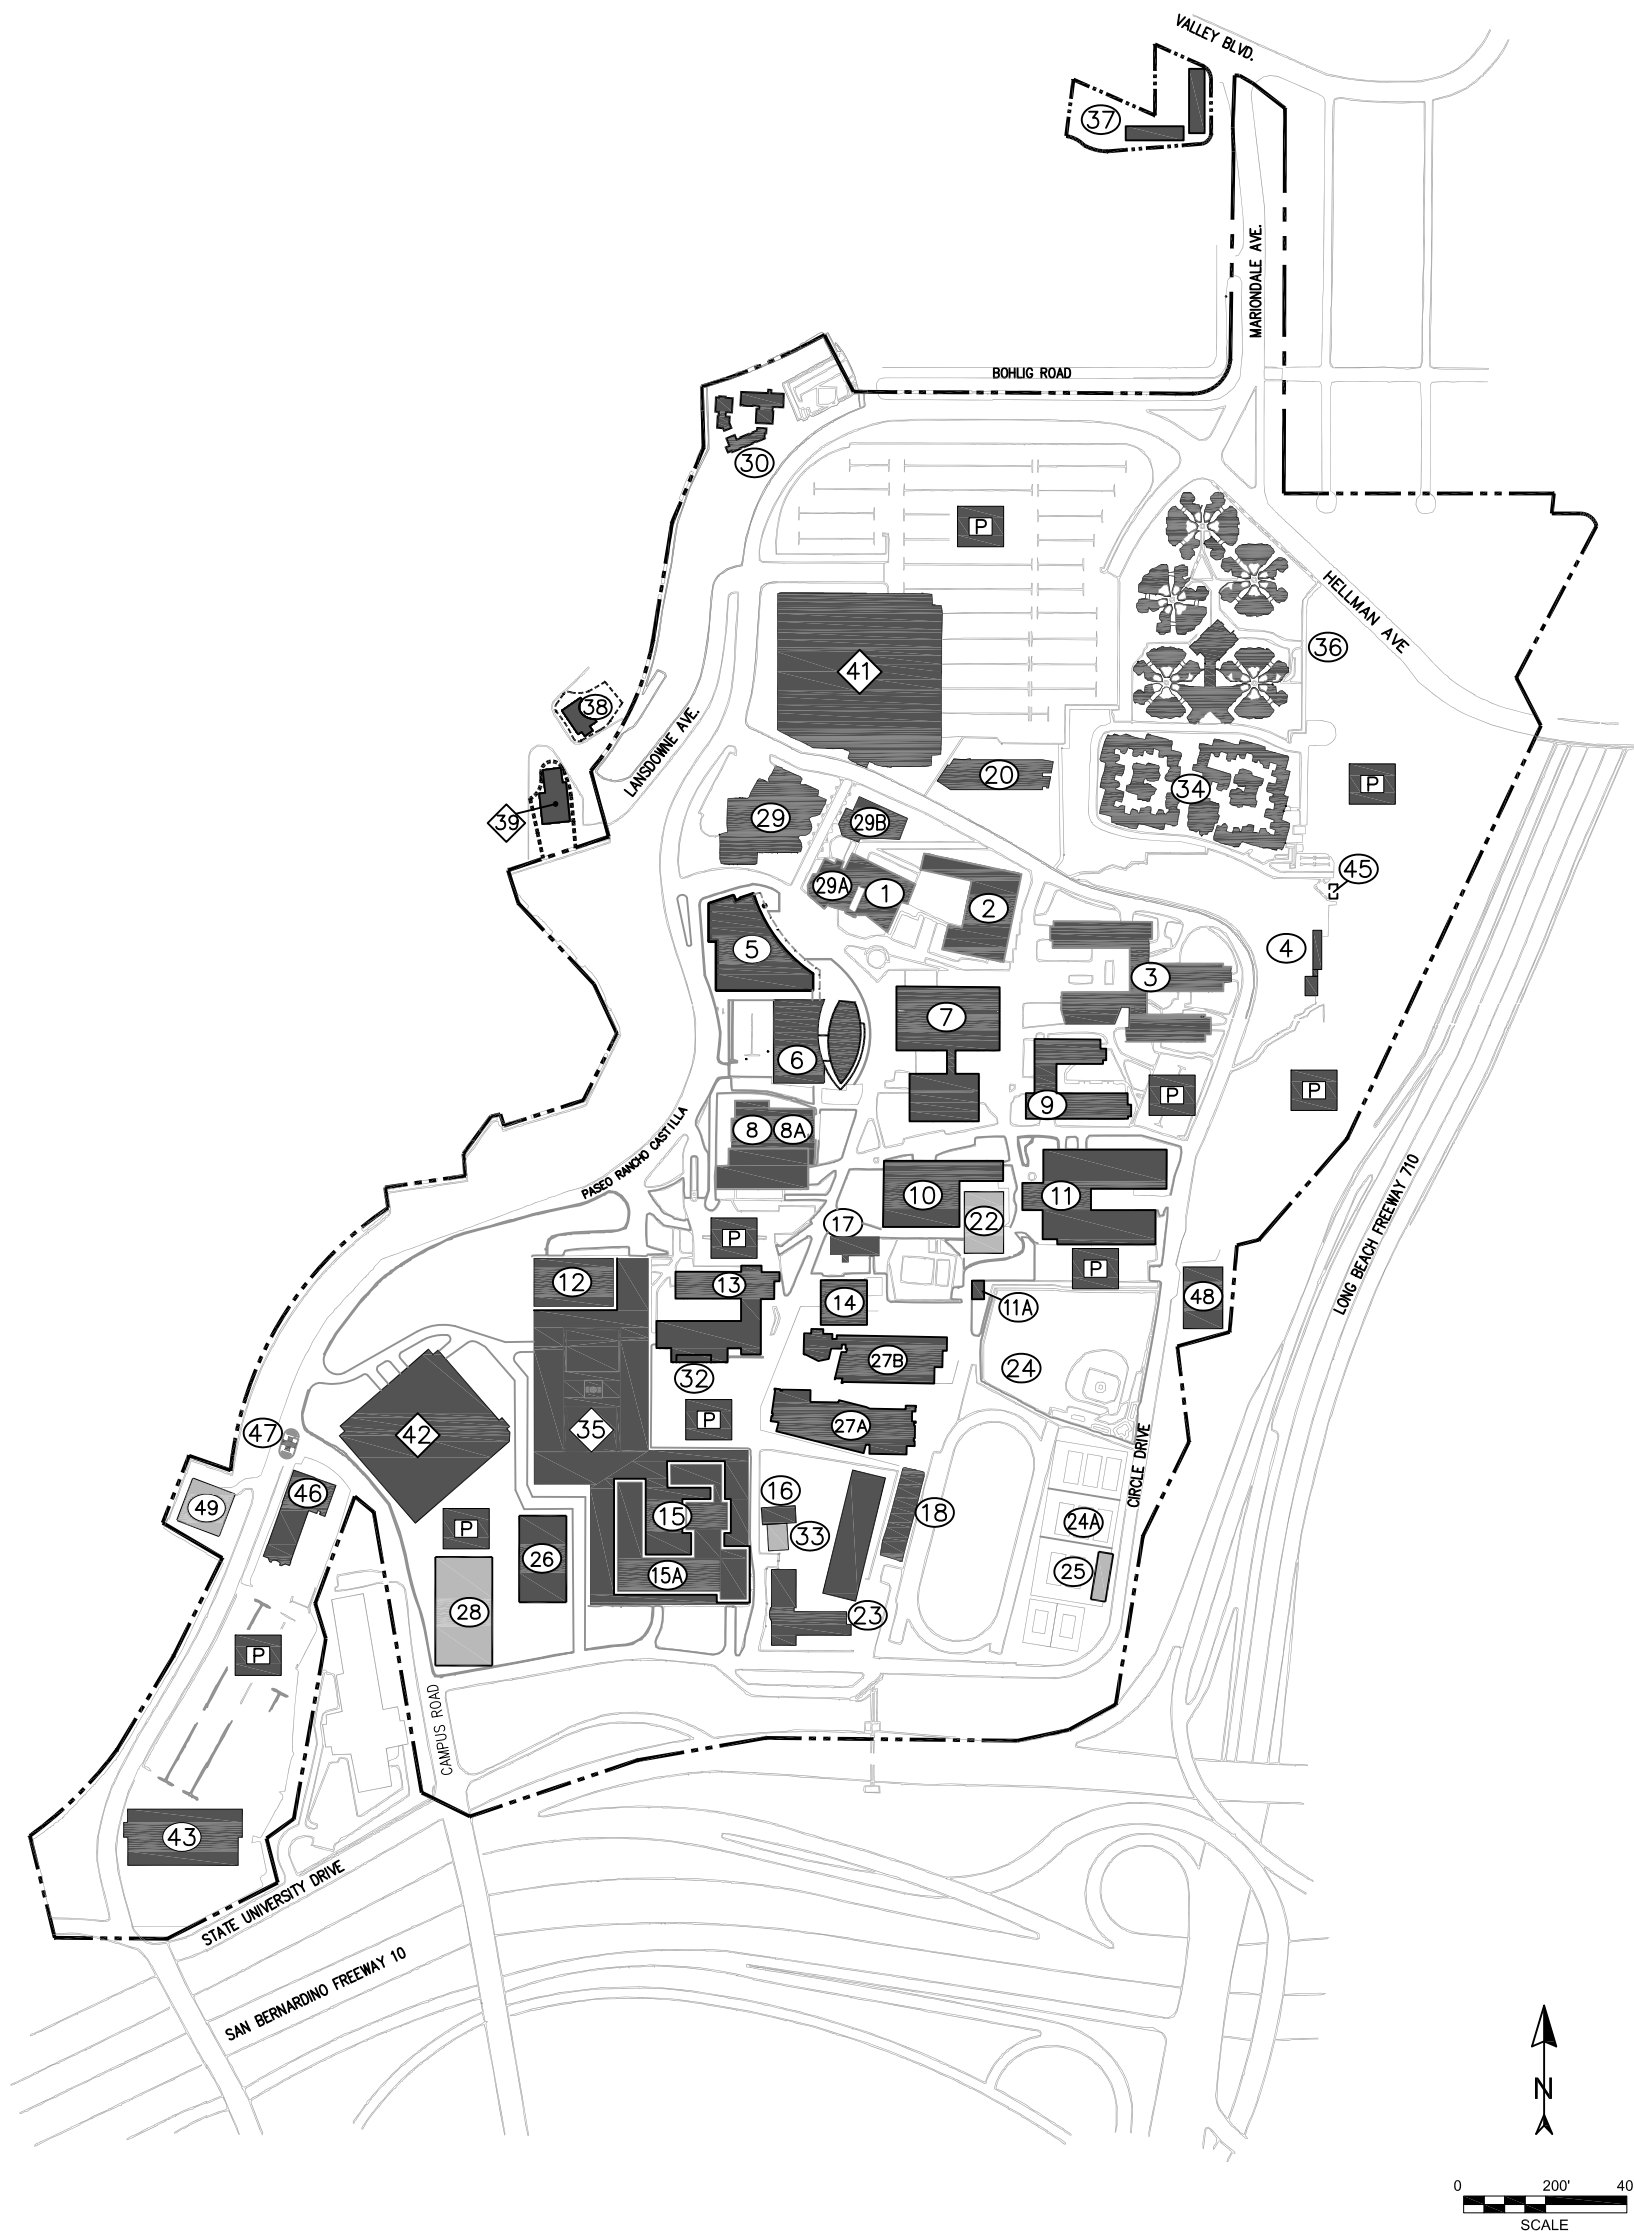 VALLEY BLVD.
37
MARIONDALE AVE.
BOHLIG ROAD
30
P
HELLMAN AVE
36
41
38
LANSDOWNE AVE.
20
34
P
39
29
29B
45
29A
1
2
5
4
3
7
6
P
9
P
8
8A
PASEO RANCHO CASTILLA
10
11
17
22
P
P
12
13
48
14
11A
LONG BEACH FREEWAY 710
27B
24
32
P
27A
35
42
47
CIRCLE DRIVE
46
49
16
18
15
24A
P
33
26
25
15A
28
23
P
CAMPUS ROAD
43
STATE UNIVERSITY DRIVE
SAN BERNARDINO FREEWAY 10
N
0 200' 40
SCALE